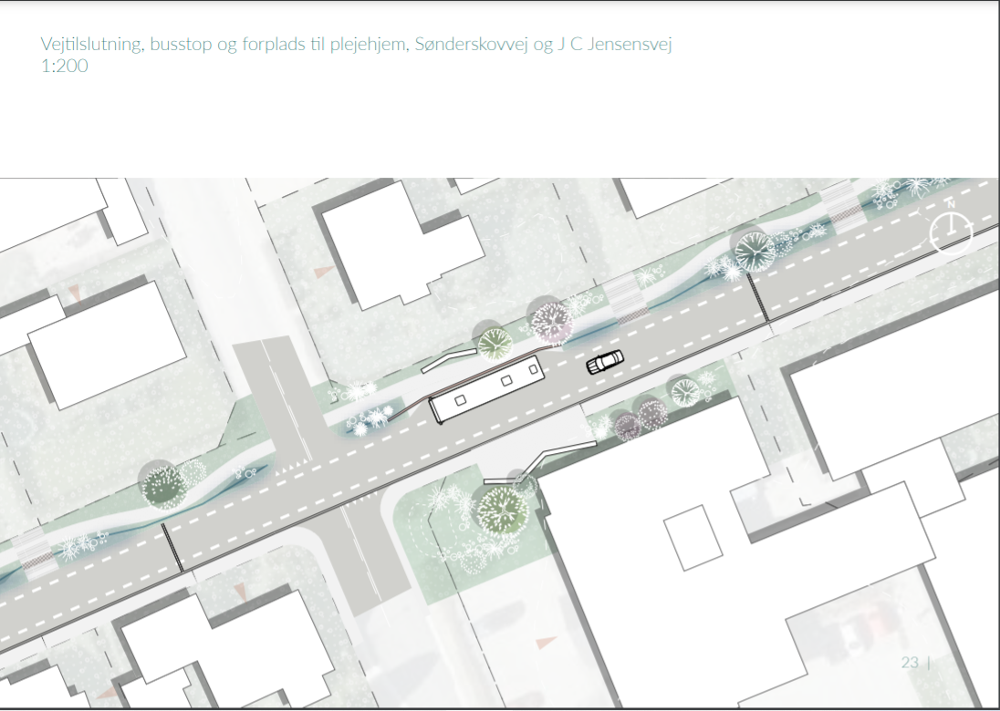 Vejtilslutning, busstop og forplads til plejehjem, Sønderskovvej og J C Jensensvej
1:200
N
23 |